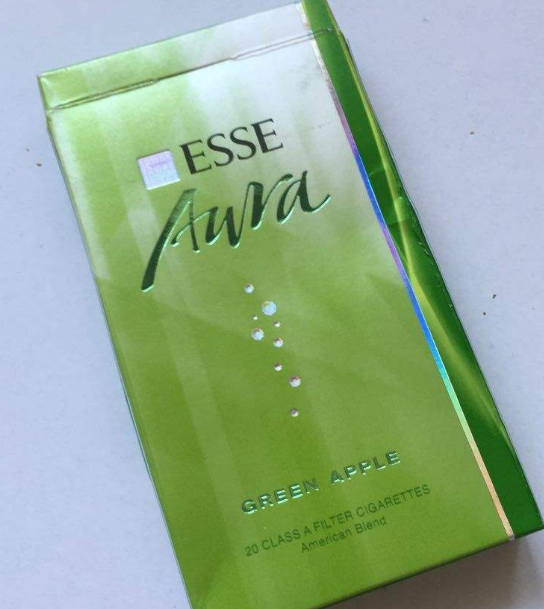 ESSE
Aura
GREEN APPLE
20 CLASS A FILTER CIGARETTES
American Blend